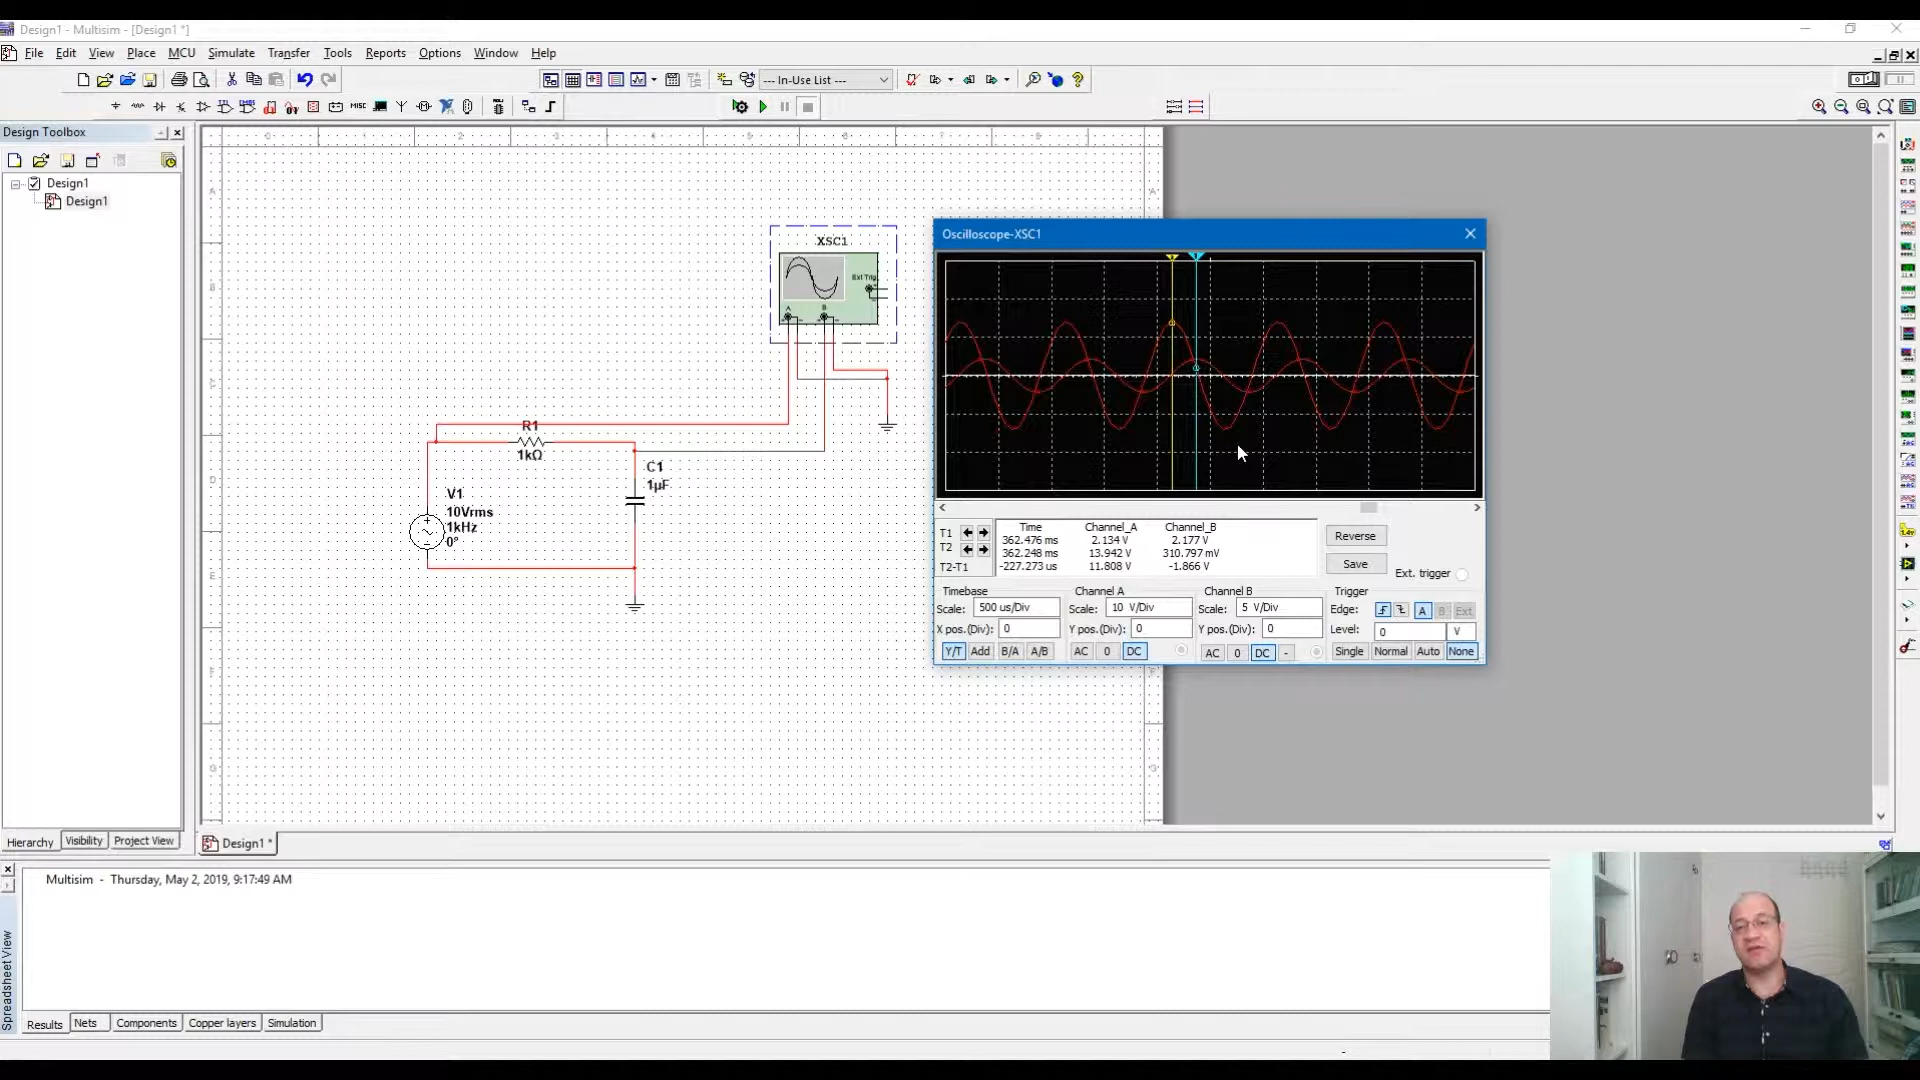 Design1 - Multisim - [Design1 *]
File Edit View Place MCU Simulate Transfer Tools Reports Options Window Help
--- In-Use List ---
MISC
Design Toolbox
Design1
Design1
XSC1
Ext Trig
A B
R1
1kΩ
C1
1µF
V1
10Vrms
1kHz
0°
Oscilloscope-XSC1
Time Channel_A Channel_B
T1 362.476 ms 2.134 V 2.177 V
T2 362.248 ms 13.942 V 310.797 mV
T2-T1 -227.273 us 11.808 V -1.866 V
Reverse
Save
Ext. trigger
Timebase Channel A Channel B Trigger
Scale: 500 us/Div Scale: 10 V/Div Scale: 5 V/Div Edge: A B Ext
X pos.(Div): 0 Y pos.(Div): 0 Y pos.(Div): 0 Level: 0 V
Y/T Add B/A A/B AC 0 DC AC 0 DC - Single Normal Auto None
Hierarchy Visibility Project View
Design1 *
Multisim - Thursday, May 2, 2019, 9:17:49 AM
Spreadsheet View
Results Nets Components Copper layers Simulation